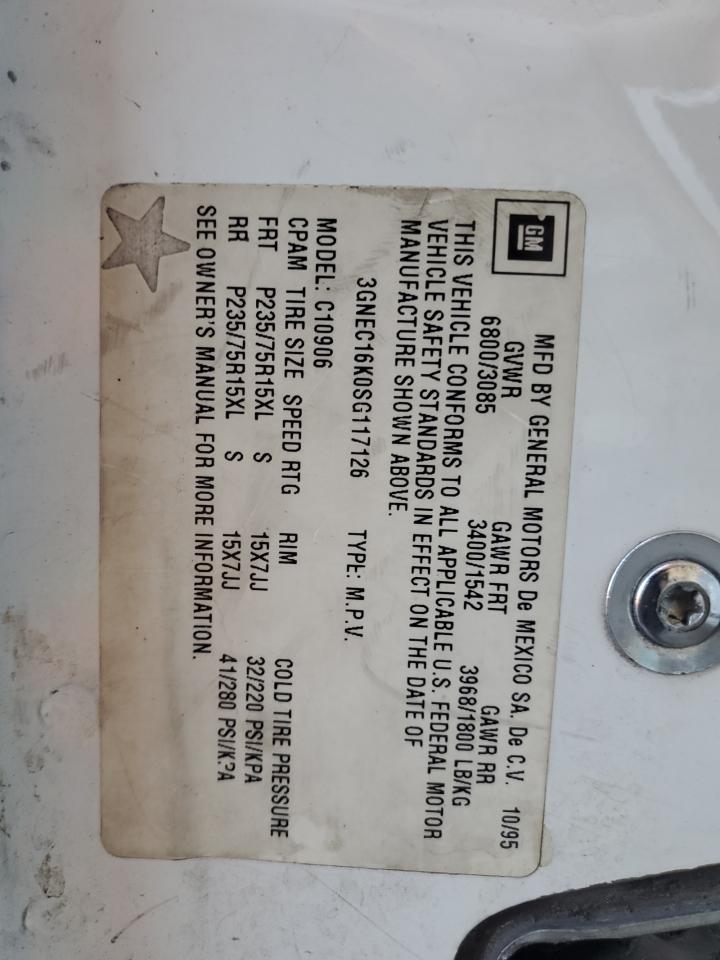 GM
MFD BY GENERAL MOTORS De MEXICO SA. De C.V. 10/95
GVWR GAWR FRT GAWR RR
6800/3085 3400/1542 3968/1800 LB/KG
THIS VEHICLE CONFORMS TO ALL APPLICABLE U.S. FEDERAL MOTOR
VEHICLE SAFETY STANDARDS IN EFFECT ON THE DATE OF
MANUFACTURE SHOWN ABOVE.
3GNEC16K0SG117126 TYPE: M.P.V.
MODEL: C10906
CPAM TIRE SIZE SPEED RTG RIM COLD TIRE PRESSURE
FRT P235/75R15XL S 15X7JJ 32/220 PSI/KPA
RR P235/75R15XL S 15X7JJ 41/280 PSI/KPA
SEE OWNER'S MANUAL FOR MORE INFORMATION.